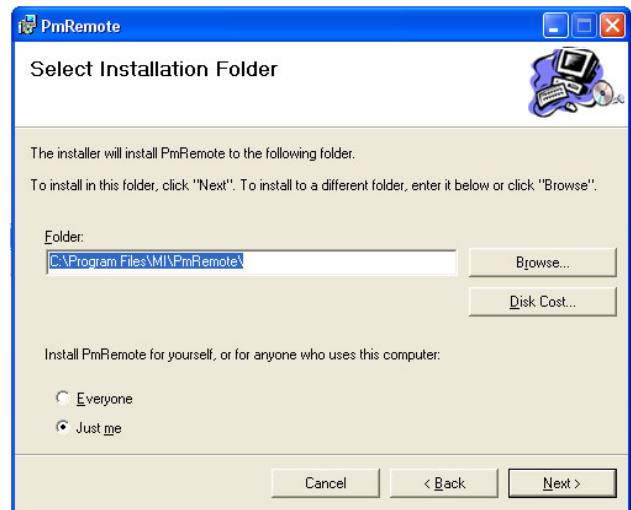 PmRemote
Select Installation Folder
The installer will install PmRemote to the following folder.
To install in this folder, click "Next". To install to a different folder, enter it below or click "Browse".
Folder:
C:\Program Files\MI\PmRemote\
Browse...
Disk Cost...
Install PmRemote for yourself, or for anyone who uses this computer:
Everyone
Just me
Cancel
< Back
Next >